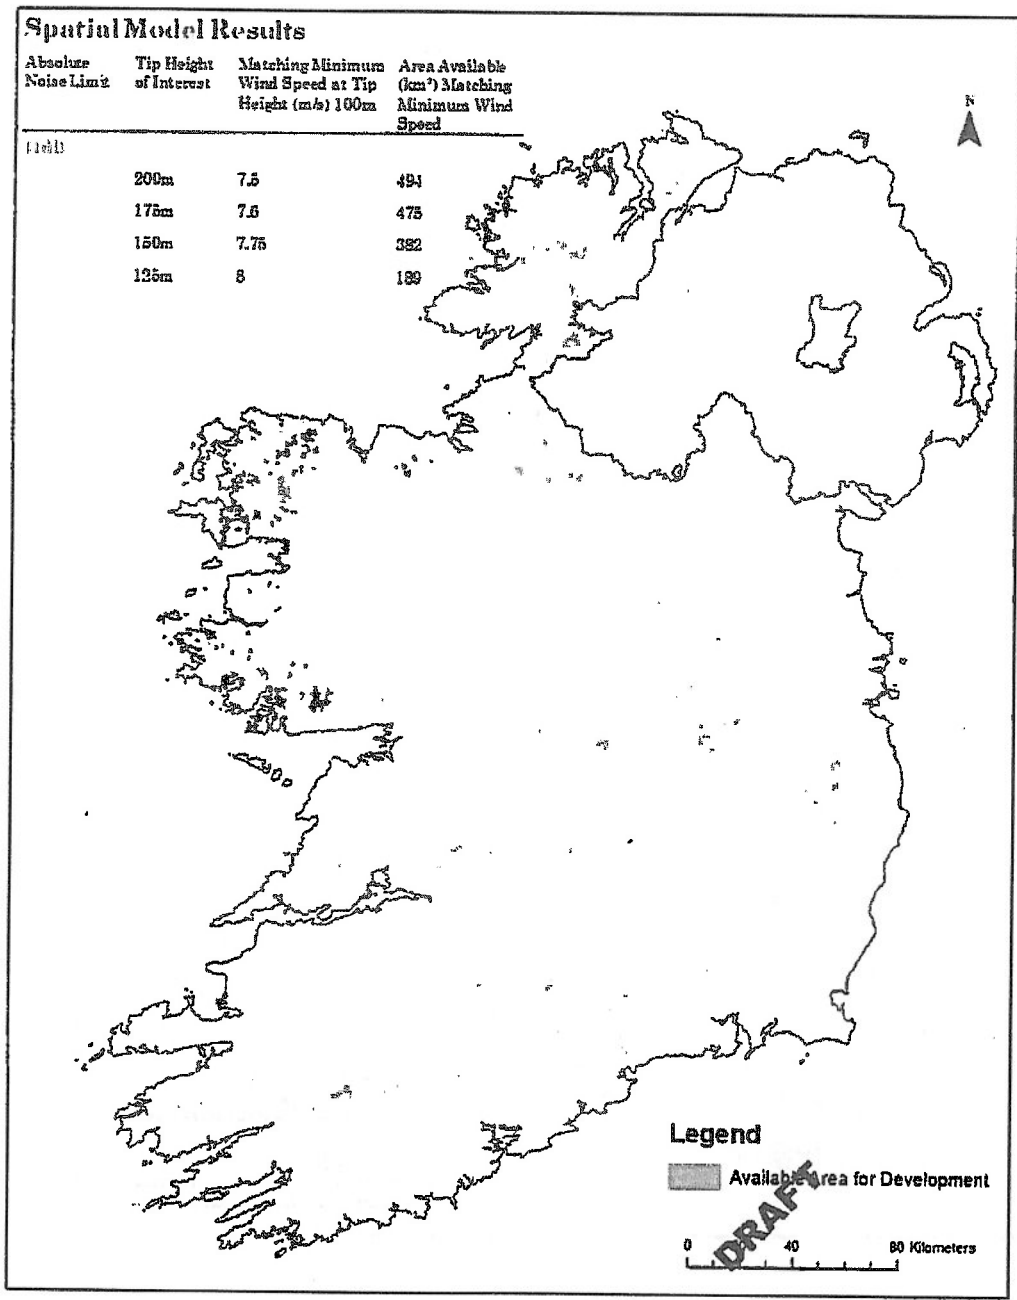 Spatial Model Results
Absolute Noise Limit
Tip Height of Interest
Matching Minimum Wind Speed at Tip Height (m/s) 100m
Area Available (km²) Matching Minimum Wind Speed
200m 7.5 494
175m 7.6 475
150m 7.75 382
125m 8 189
N
Legend
Available Area for Development
DRAFT
0 40 80 Kilometers